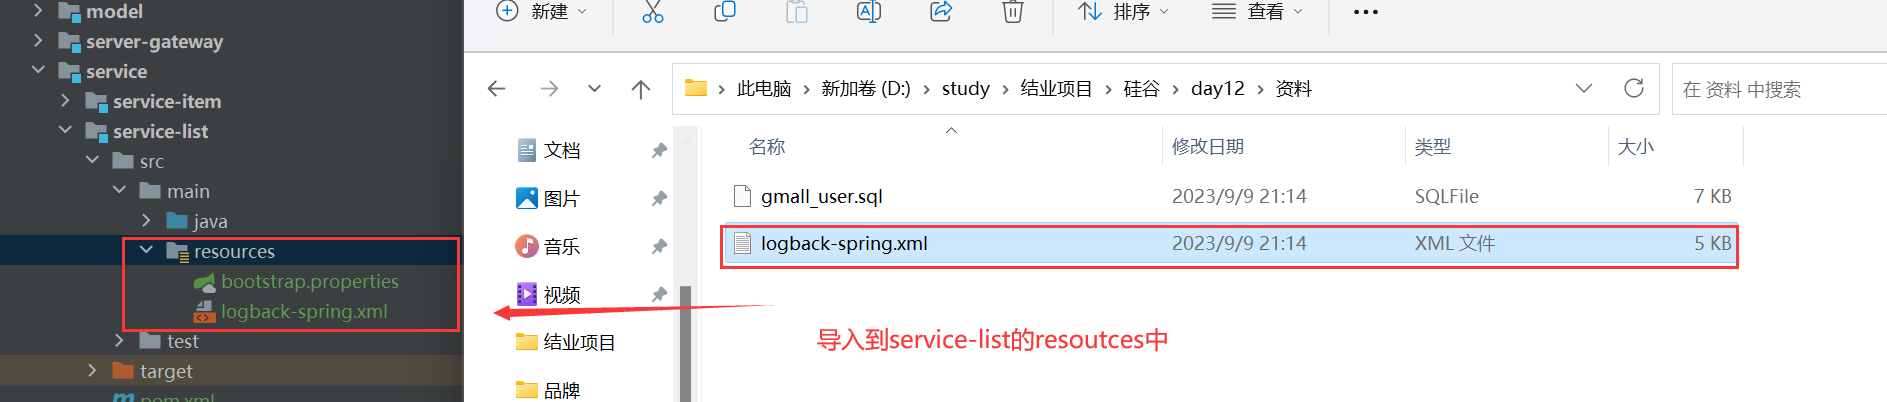 model
server-gateway
service
service-item
service-list
src
main
java
resources
bootstrap.properties
logback-spring.xml
test
target
pom.xml
新建
排序
查看
此电脑 > 新加卷 (D:) > study > 结业项目 > 硅谷 > day12 > 资料
在 资料 中搜索
文档
图片
音乐
视频
结业项目
品牌
名称 修改日期 类型 大小
gmall_user.sql 2023/9/9 21:14 SQLFile 7 KB
logback-spring.xml 2023/9/9 21:14 XML 文件 5 KB
导入到service-list的resoutces中